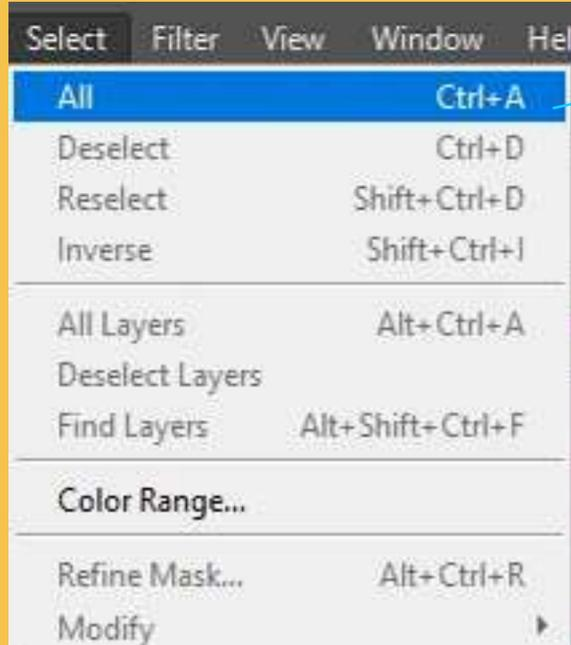 Select Filter View Window Hel
All Ctrl+A
Deselect Ctrl+D
Reselect Shift+Ctrl+D
Inverse Shift+Ctrl+I
All Layers Alt+Ctrl+A
Deselect Layers
Find Layers Alt+Shift+Ctrl+F
Color Range...
Refine Mask... Alt+Ctrl+R
Modify